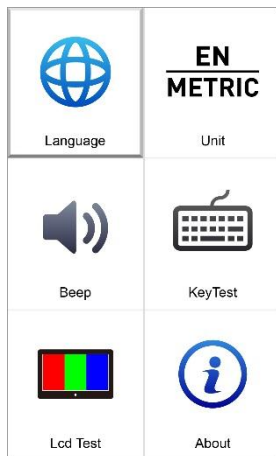 EN
METRIC
Language
Unit
Beep
KeyTest
Lcd Test
About